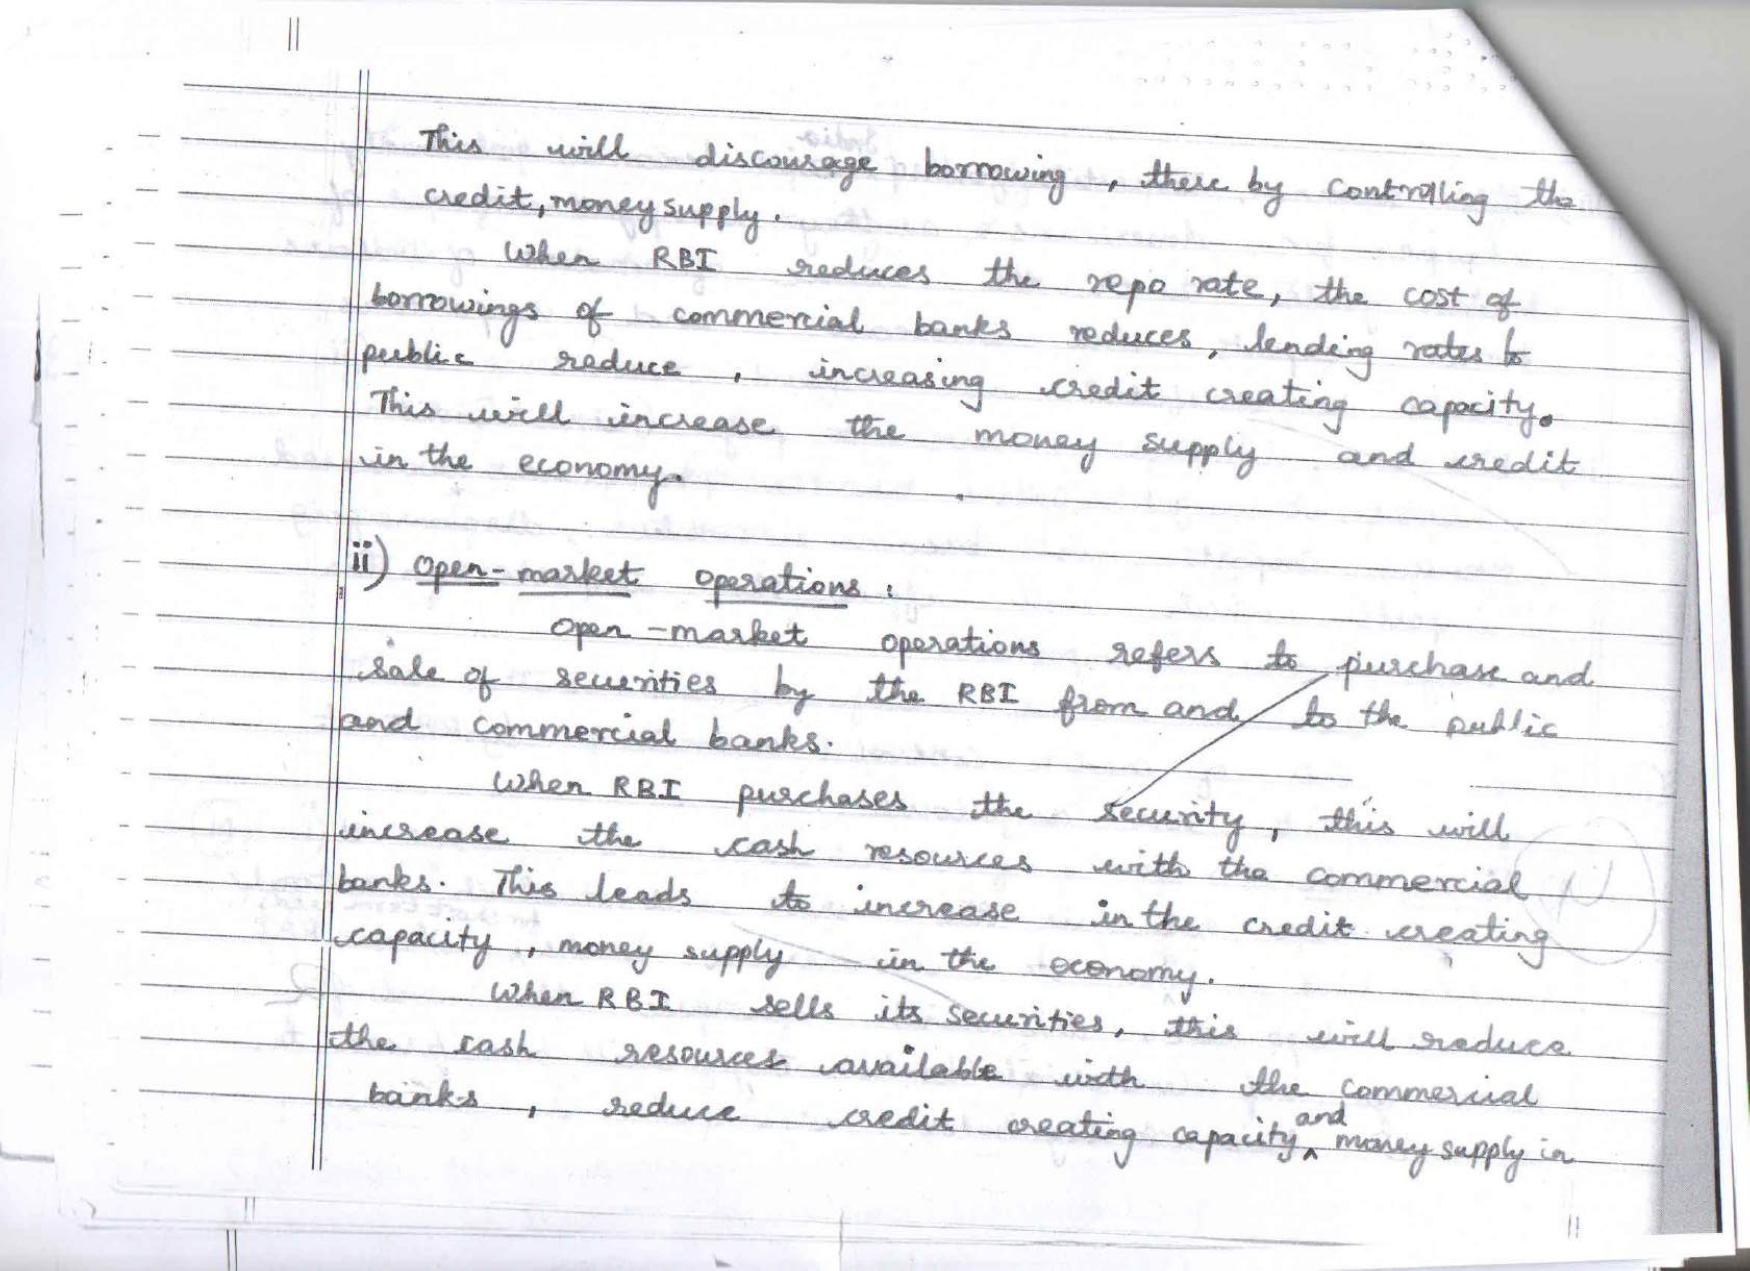 This will discourage borrowing, there by controlling the
credit, money supply.
When RBI reduces the repo rate, the cost of
borrowings of commercial banks reduces, lending rates to
public reduce, increasing credit creating capacity.
This will increase the money supply and credit
in the economy.
ii) Open-market operations:
Open-market operations refers to purchase and
sale of securities by the RBI from and to the public
and commercial banks.
When RBI purchases the security, this will
increase the cash resources with the commercial
banks. This leads to increase in the credit creating
capacity, money supply in the economy.
When RBI sells its securities, this will reduce
the cash resources available with the commercial
banks, reduce credit creating capacity and money supply in